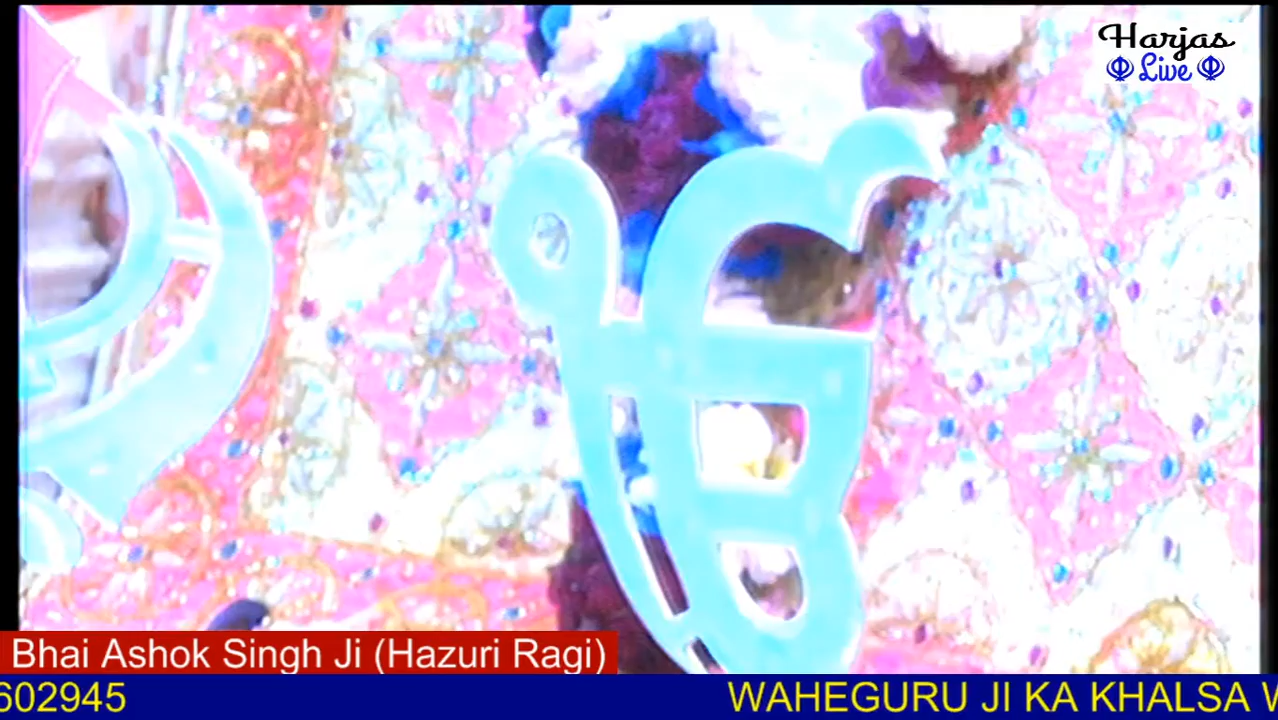 Harjas
Live
Bhai Ashok Singh Ji (Hazuri Ragi)
602945
WAHEGURU JI KA KHALSA W